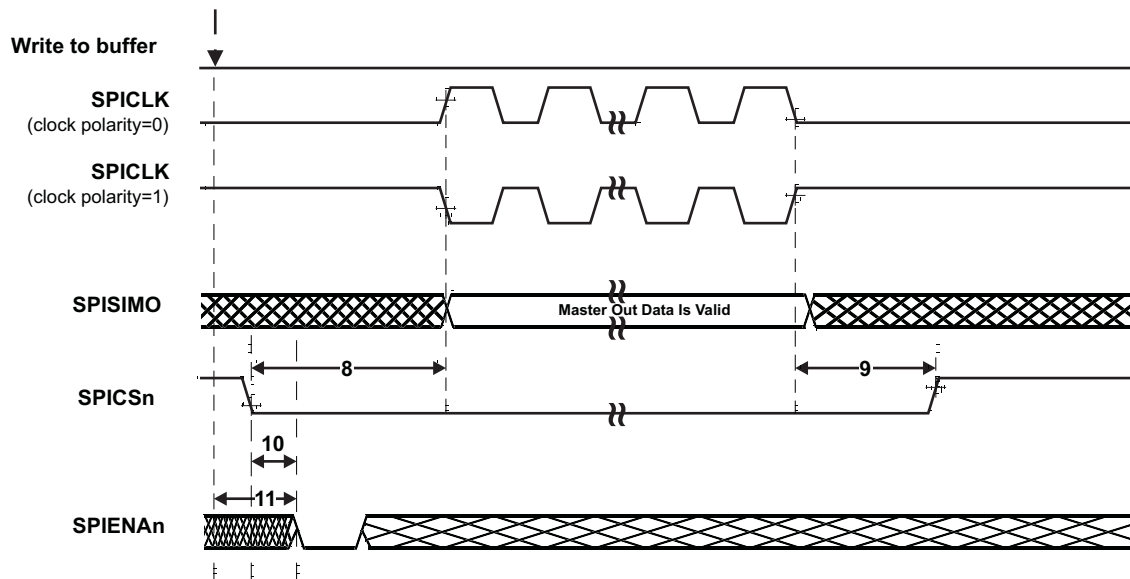 Write to buffer
SPICLK
(clock polarity=0)
SPICLK
(clock polarity=1)
SPISIMO
Master Out Data Is Valid
8
9
SPICSn
10
11
SPIENAn